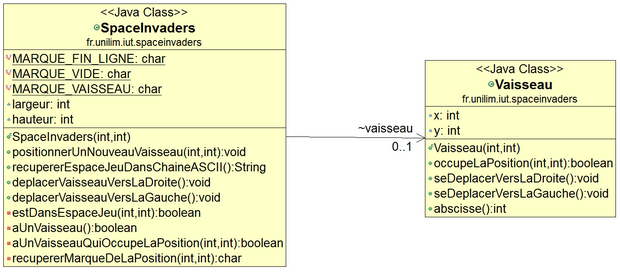 <<Java Class>>
SpaceInvaders
fr.unilim.iut.spaceinvaders
MARQUE_FIN_LIGNE: char
MARQUE_VIDE: char
MARQUE_VAISSEAU: char
largeur: int
hauteur: int
SpaceInvaders(int,int)
positionnerUnNouveauVaisseau(int,int):void
recupererEspaceJeuDansChaineASCII():String
deplacerVaisseauVersLaDroite():void
deplacerVaisseauVersLaGauche():void
estDansEspaceJeu(int,int):boolean
aUnVaisseau():boolean
aUnVaisseauQuiOccupeLaPosition(int,int):boolean
recupererMarqueDeLaPosition(int,int):char
~vaisseau
0..1
<<Java Class>>
Vaisseau
fr.unilim.iut.spaceinvaders
x: int
y: int
Vaisseau(int,int)
occupeLaPosition(int,int):boolean
seDeplacerVersLaDroite():void
seDeplacerVersLaGauche():void
abscisse():int